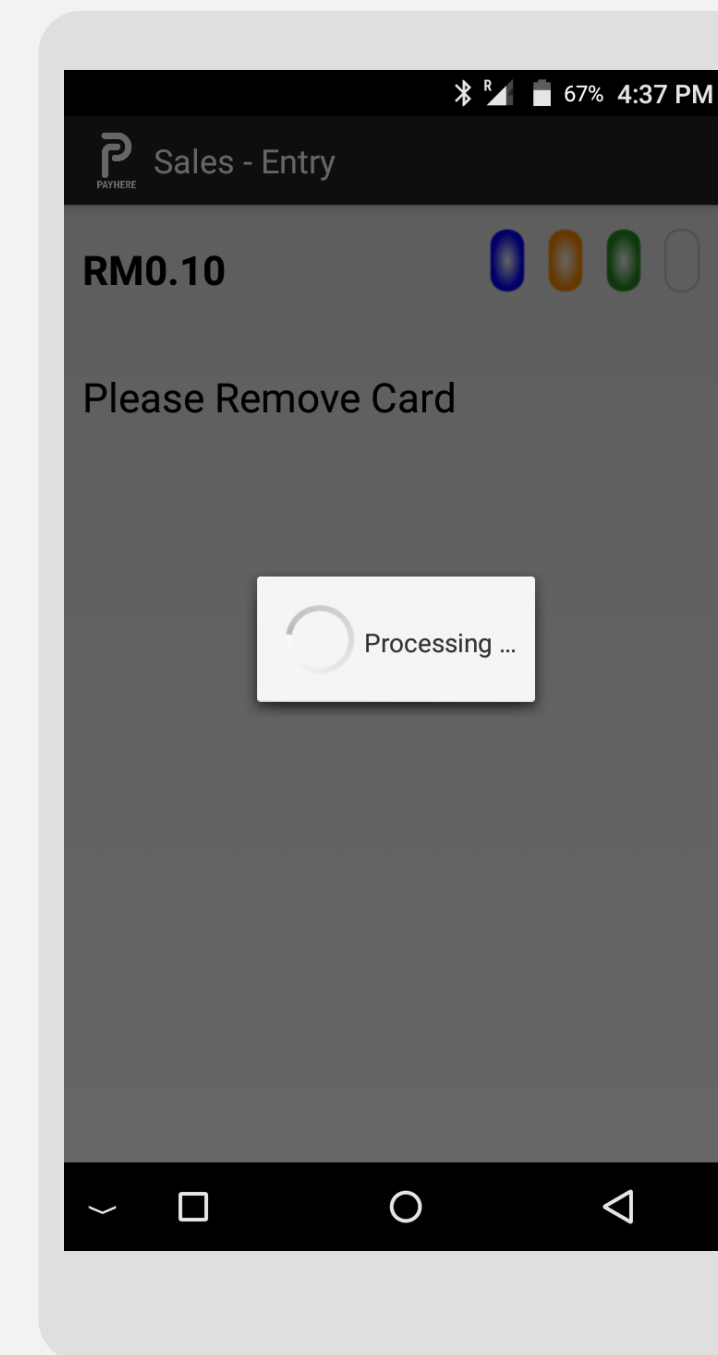 R 67% 4:37 PM
PAYHERE
Sales - Entry
RM0.10
Please Remove Card
Processing ...